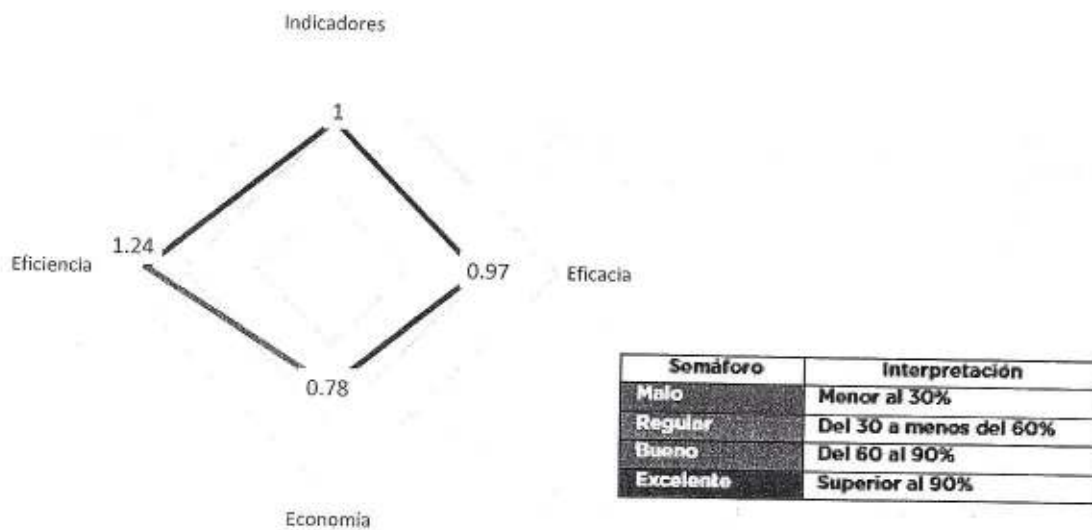 Indicadores
1
1.24
Eficiencia
0.97
Eficacia
0.78
Economía
Semáforo Interpretación
Malo Menor al 30%
Regular Del 30 a menos del 60%
Bueno Del 60 al 90%
Excelente Superior al 90%